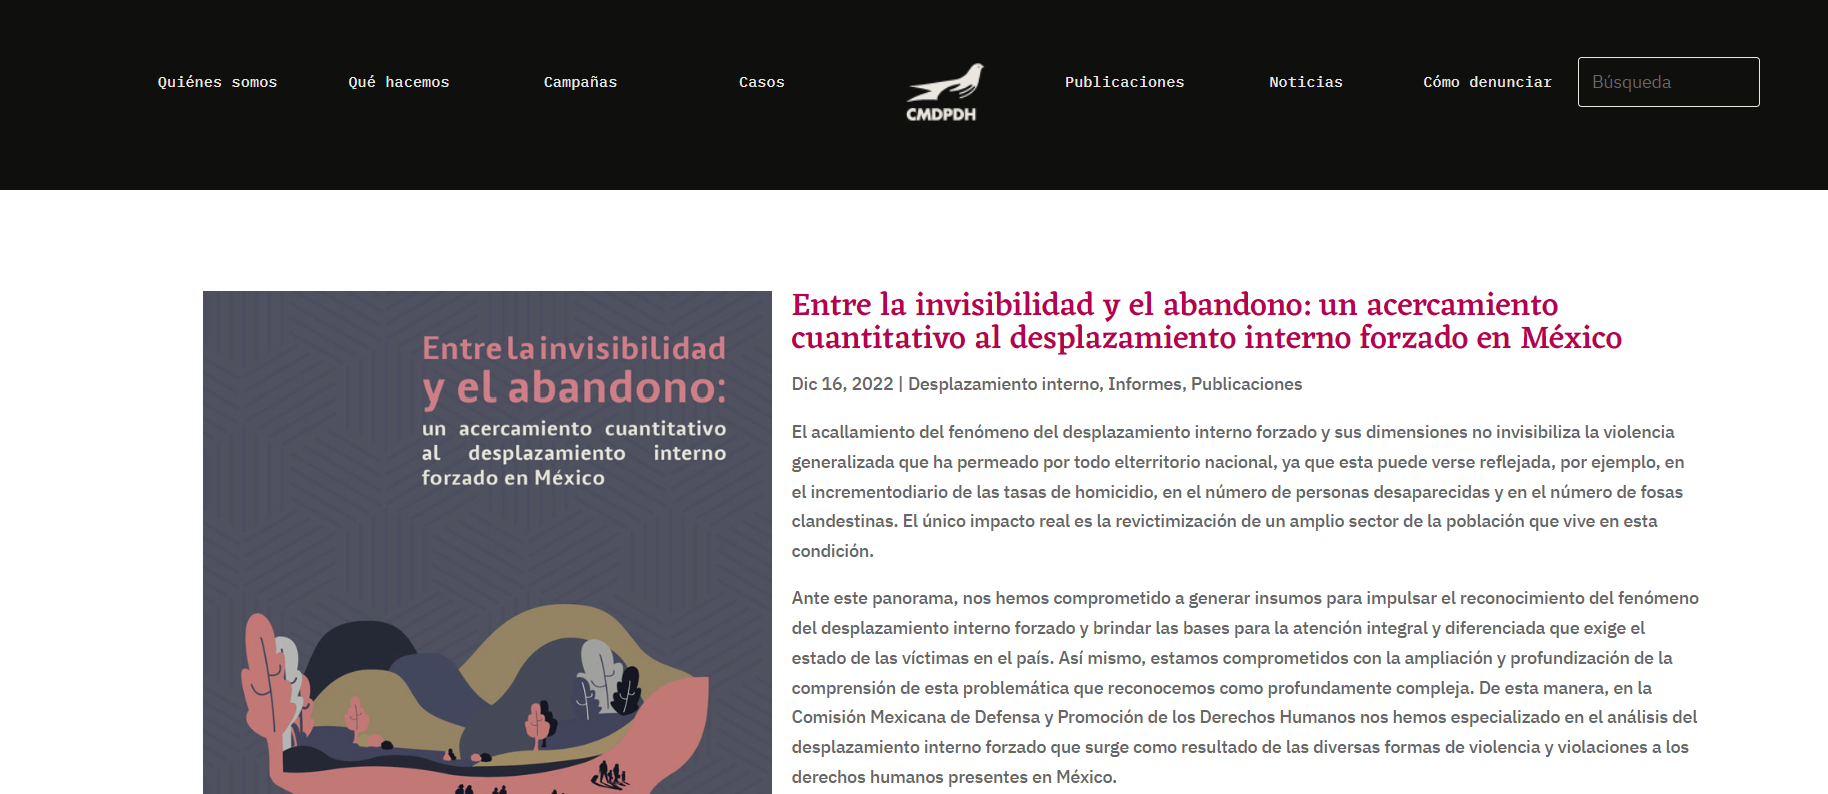 Quiénes somos
Qué hacemos
Campañas
Casos
CMDPDH
Publicaciones
Noticias
Cómo denunciar
Búsqueda
Entre la invisibilidad
y el abandono:
un acercamiento cuantitativo
al desplazamiento interno
forzado en México
Entre la invisibilidad y el abandono: un acercamiento
cuantitativo al desplazamiento interno forzado en México
Dic 16, 2022 | Desplazamiento interno, Informes, Publicaciones
El acallamiento del fenómeno del desplazamiento interno forzado y sus dimensiones no invisibiliza la violencia
generalizada que ha permeado por todo elterritorio nacional, ya que esta puede verse reflejada, por ejemplo, en
el incrementodiario de las tasas de homicidio, en el número de personas desaparecidas y en el número de fosas
clandestinas. El único impacto real es la revictimización de un amplio sector de la población que vive en esta
condición.
Ante este panorama, nos hemos comprometido a generar insumos para impulsar el reconocimiento del fenómeno
del desplazamiento interno forzado y brindar las bases para la atención integral y diferenciada que exige el
estado de las víctimas en el país. Así mismo, estamos comprometidos con la ampliación y profundización de la
comprensión de esta problemática que reconocemos como profundamente compleja. De esta manera, en la
Comisión Mexicana de Defensa y Promoción de los Derechos Humanos nos hemos especializado en el análisis del
desplazamiento interno forzado que surge como resultado de las diversas formas de violencia y violaciones a los
derechos humanos presentes en México.